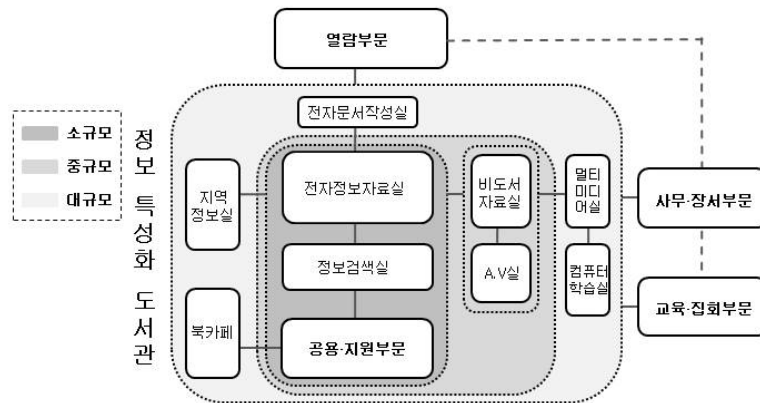 열람부문
전자문서작성실
소규모
중규모
대규모
정보 특성화 도서관
지역
정보실
전자정보자료실
비도서
자료실
멀티
미디
어실
사무·장서부문
정보검색실
A.V실
컴퓨터
학습실
북카페
공용·지원부문
교육·집회부문